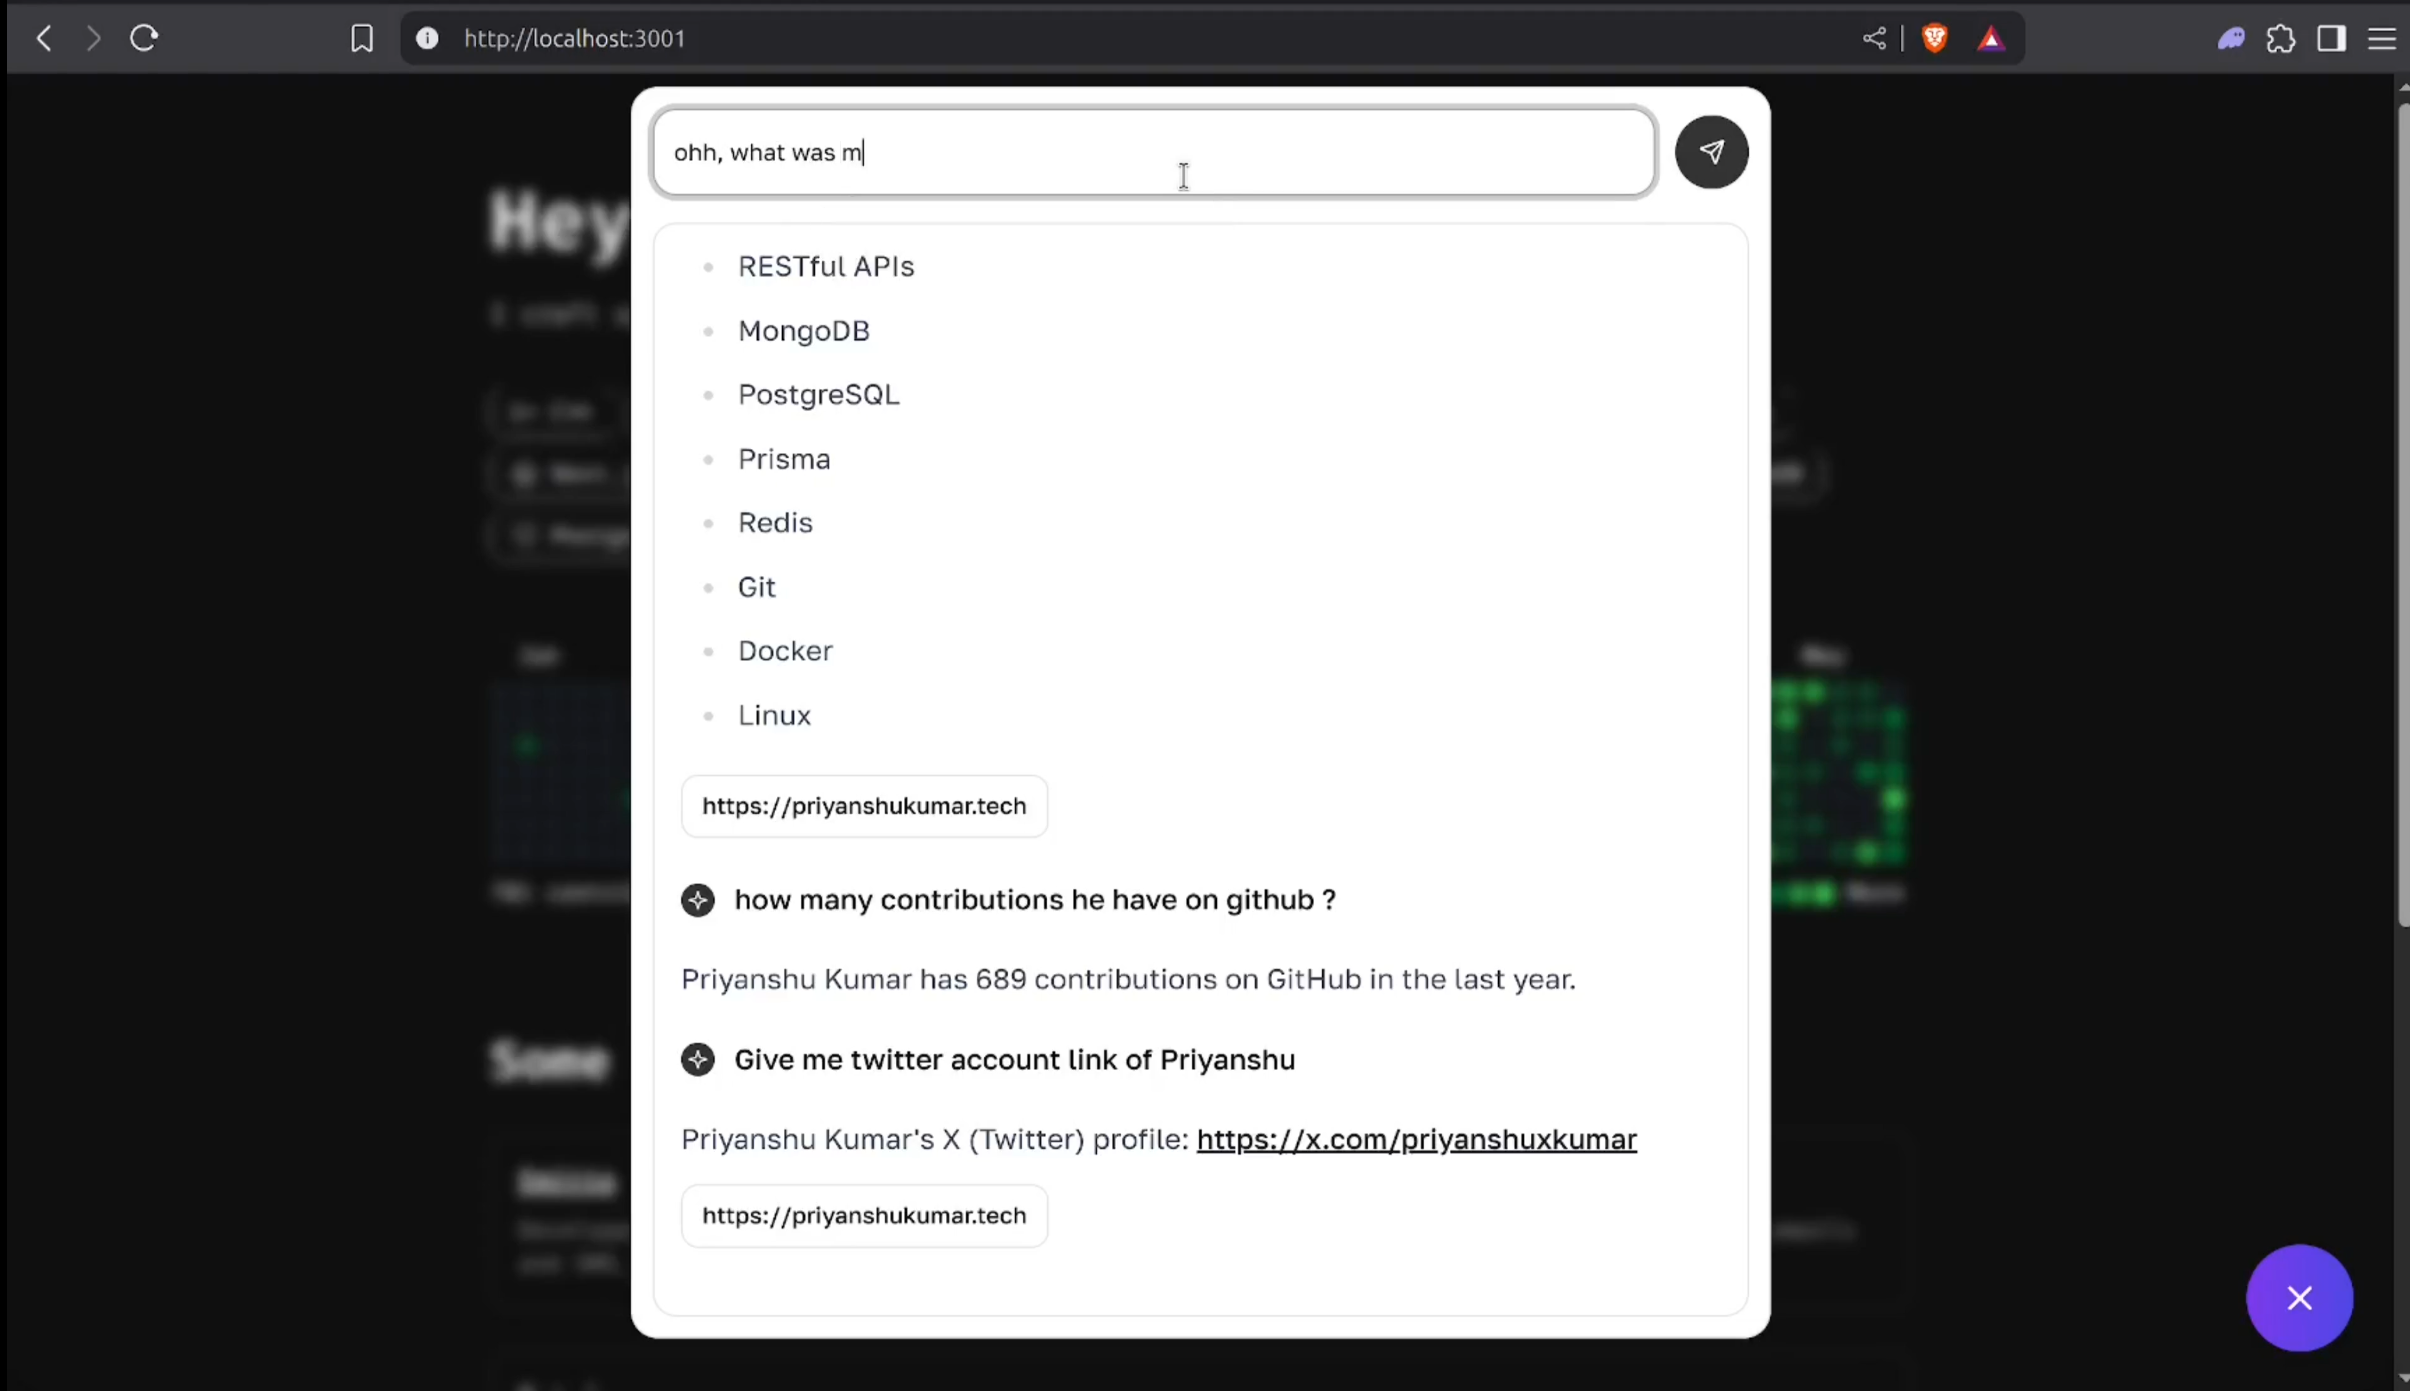 http://localhost:3001
ohh, what was m
Hey
RESTful APIs
MongoDB
PostgreSQL
Prisma
Redis
Git
Docker
Linux
https://priyanshukumar.tech
how many contributions he have on github ?
Priyanshu Kumar has 689 contributions on GitHub in the last year.
Give me twitter account link of Priyanshu
Some
Priyanshu Kumar's X (Twitter) profile: https://x.com/priyanshuxkumar
https://priyanshukumar.tech